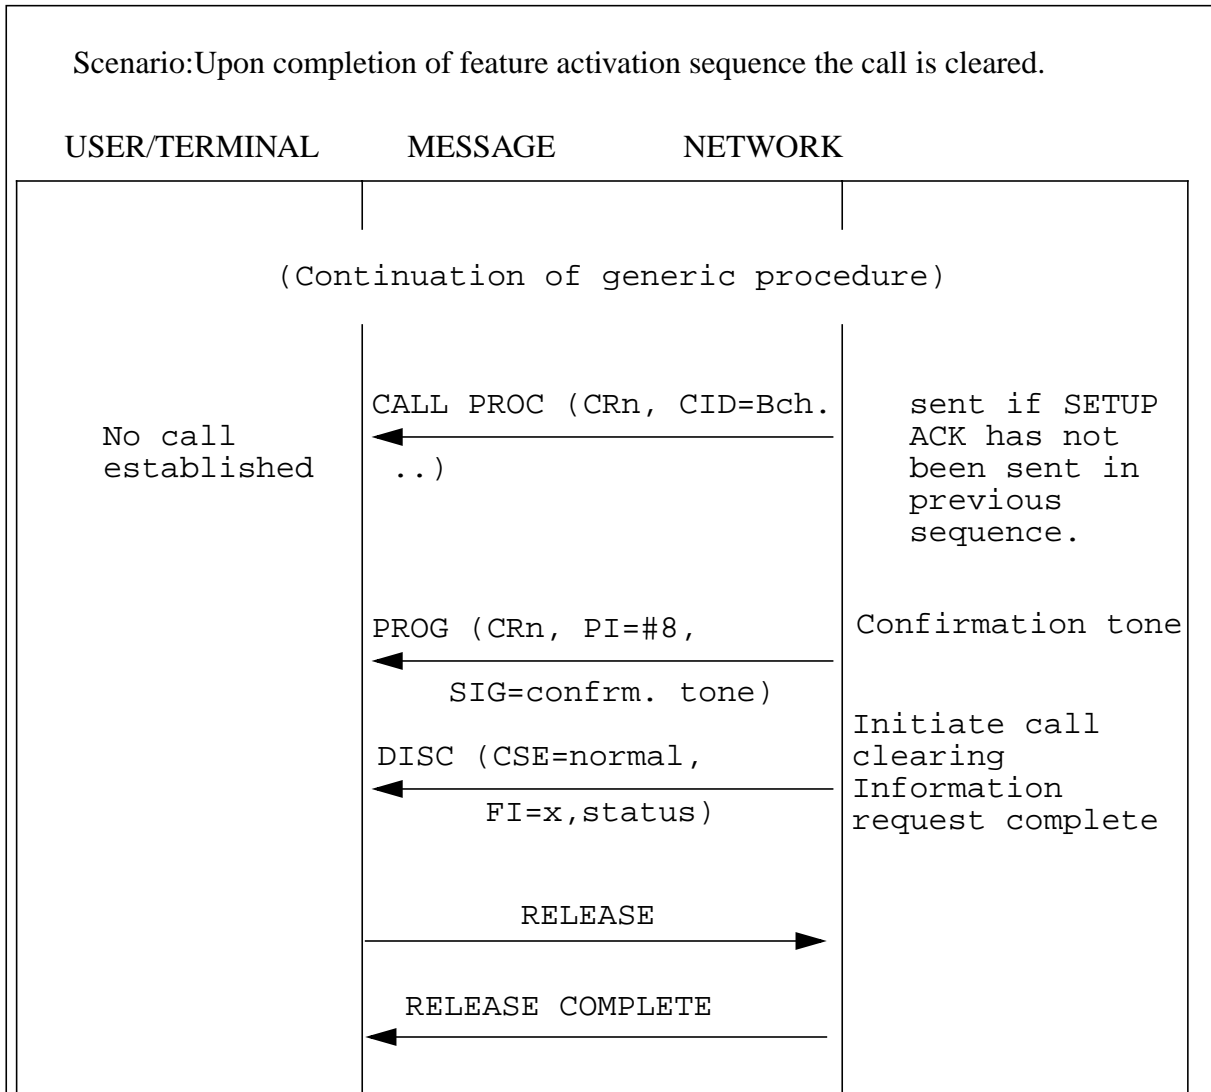 Scenario:Upon completion of feature activation sequence the call is cleared.
USER/TERMINAL MESSAGE NETWORK
(Continuation of generic procedure)
No call
established
CALL PROC (CRn, CID=Bch.
..)
sent if SETUP
ACK has not
been sent in
previous
sequence.
PROG (CRn, PI=#8,
SIG=confrm. tone)
Confirmation tone
DISC (CSE=normal,
FI=x,status)
Initiate call
clearing
Information
request complete
RELEASE
RELEASE COMPLETE